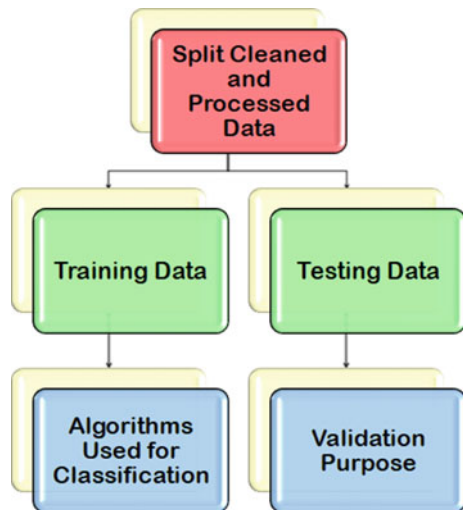 Split Cleaned
and
Processed
Data
Training Data
Testing Data
Algorithms
Used for
Classification
Validation
Purpose